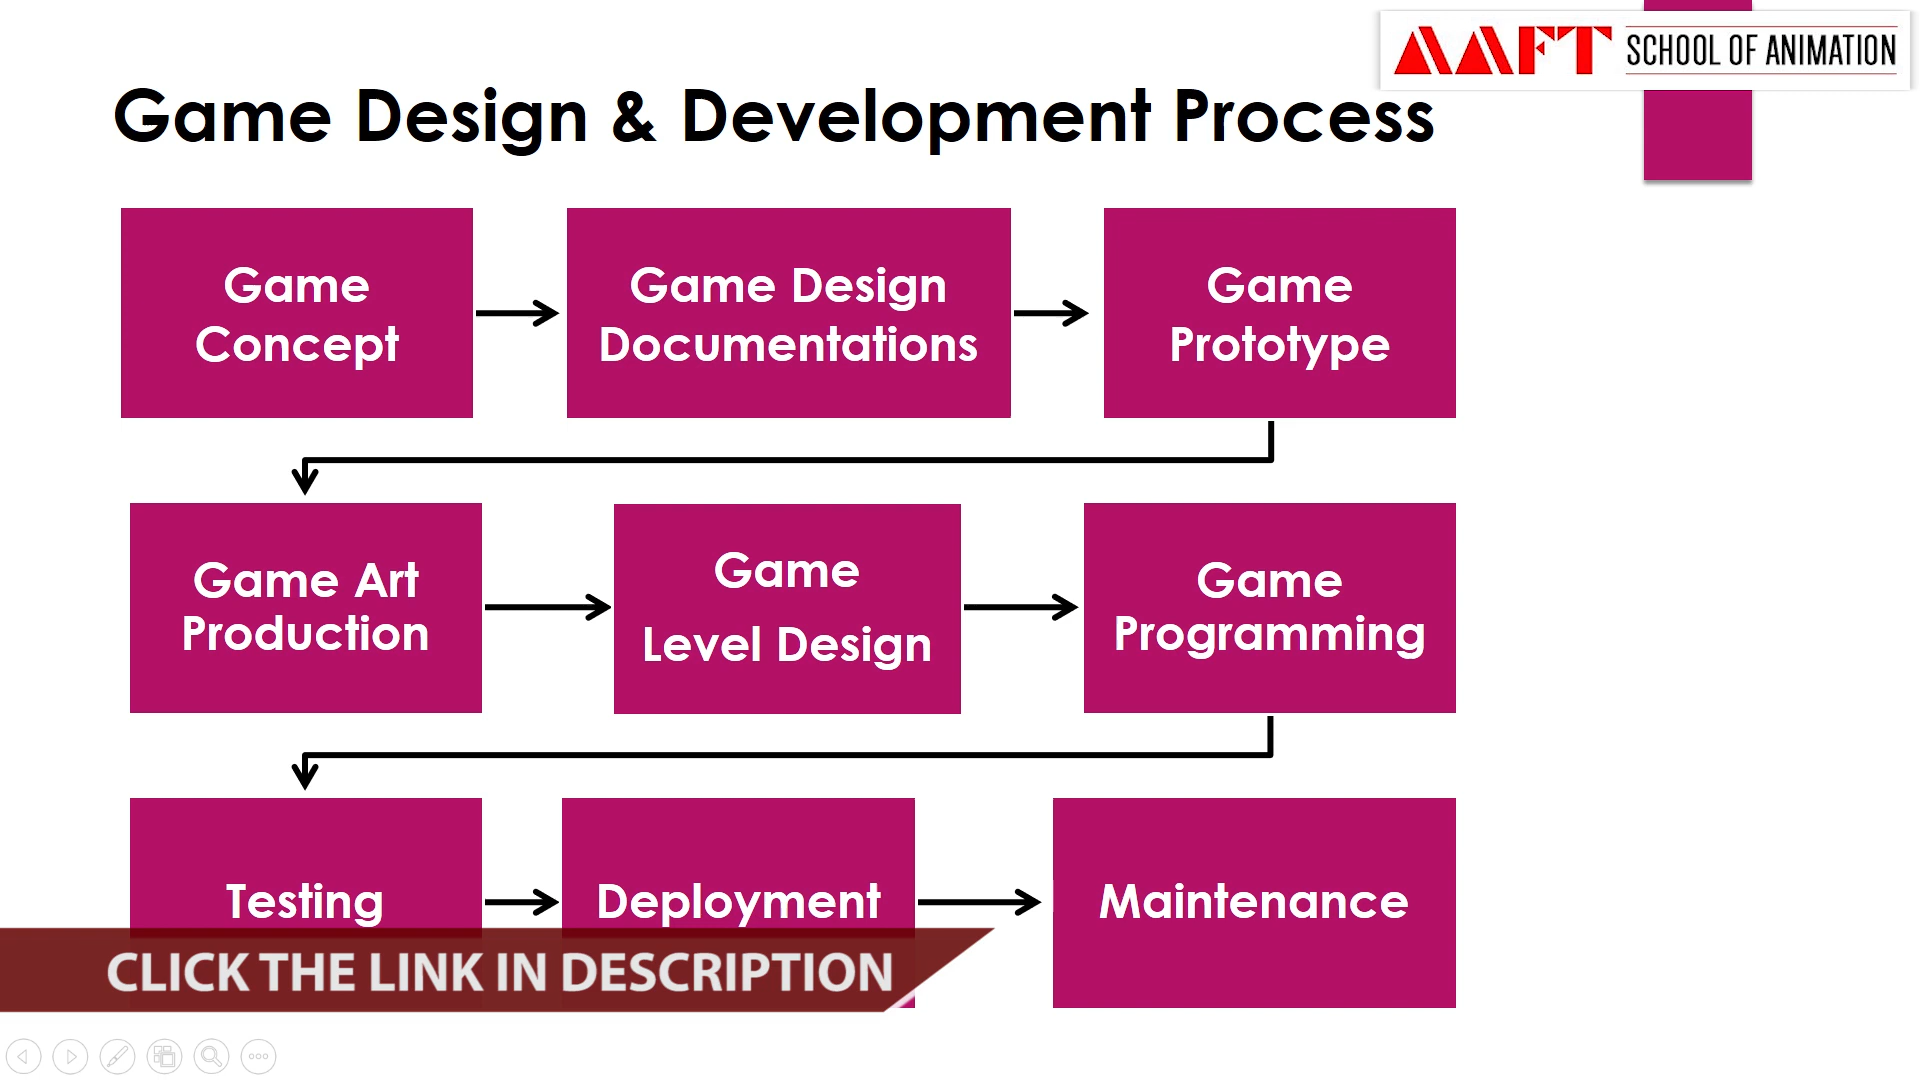 AAFT SCHOOL OF ANIMATION
Game Design & Development Process
Game
Concept
Game Design
Documentations
Game
Prototype
Game Art
Production
Game
Level Design
Game
Programming
Testing
Deployment
Maintenance
CLICK THE LINK IN DESCRIPTION